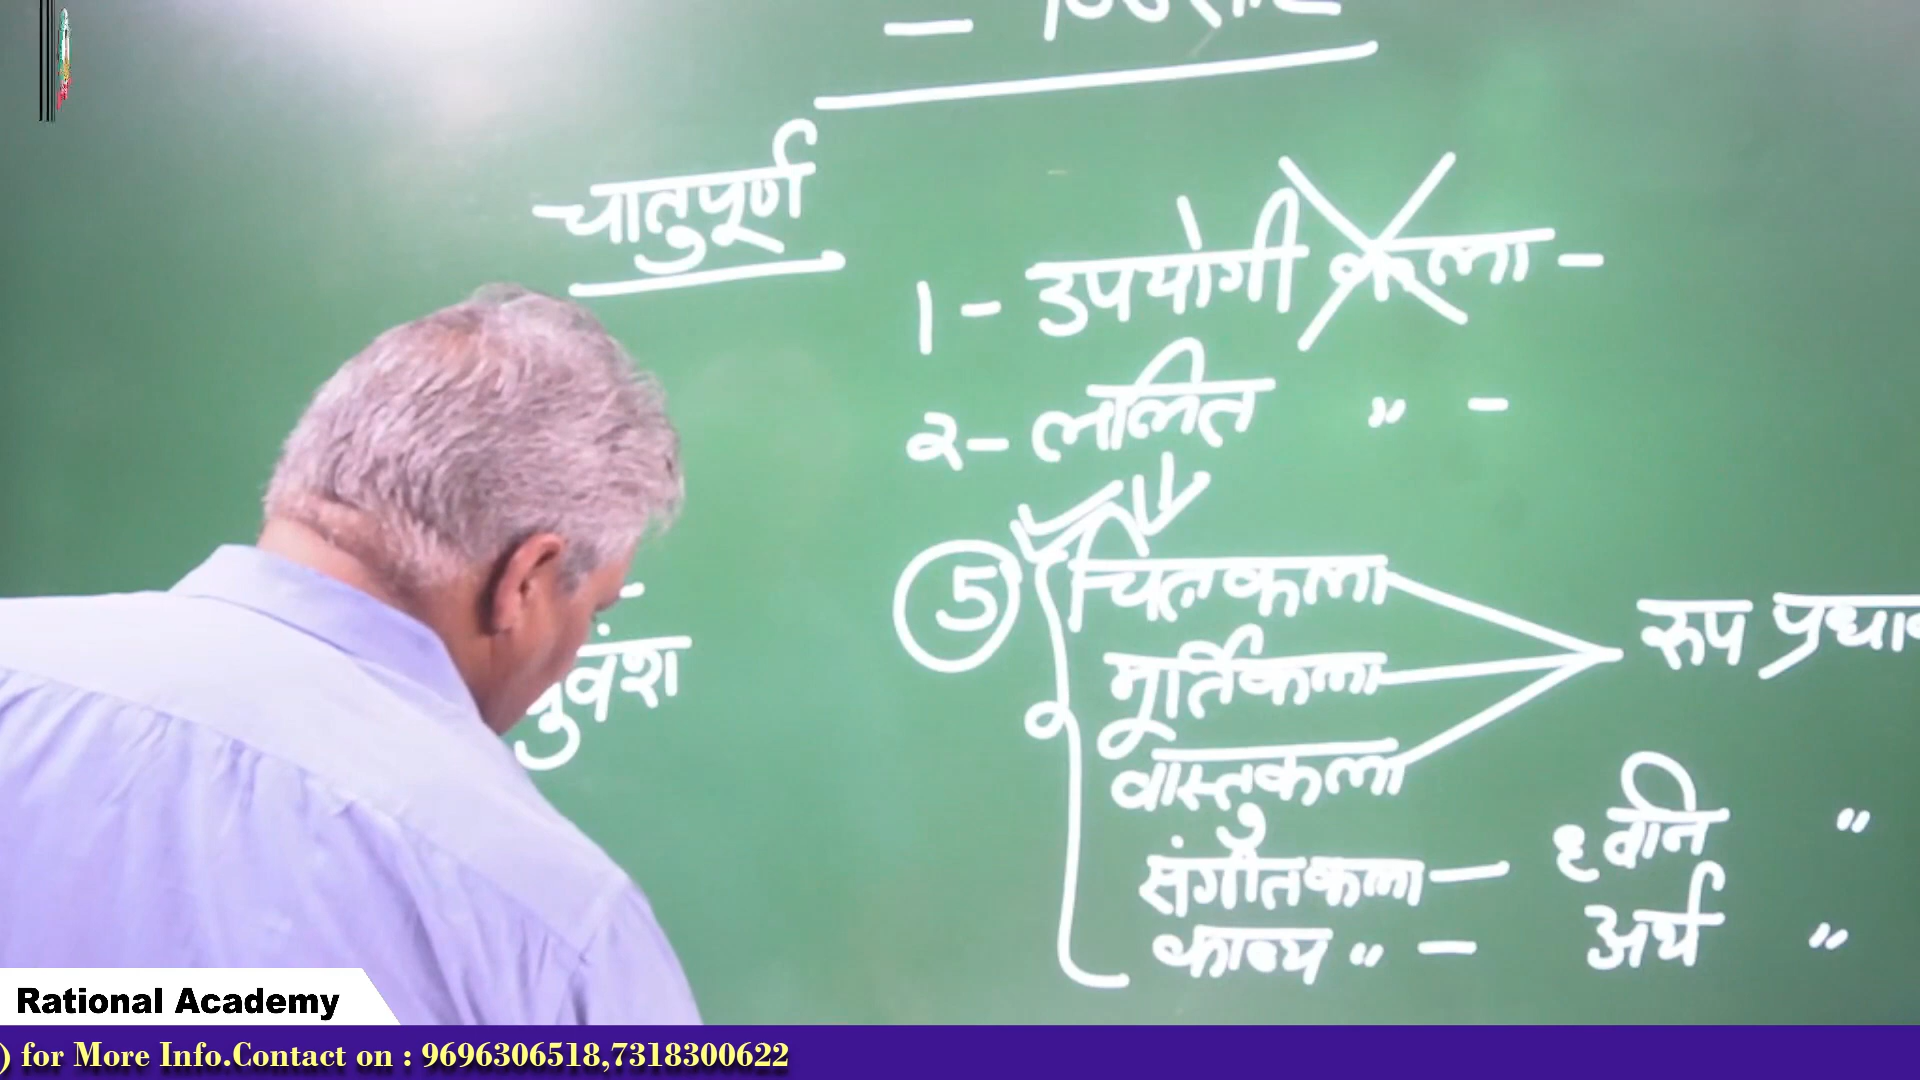 चातुपूर्ण
1 - उपयोगी कला -
२ - ललित " -
5
चित्रकला
मूर्तिकला
वास्तुकला
रूप प्रधान
संगीतकला — ध्वनि "
काव्य " — अर्थ "
Rational Academy
) for More Info.Contact on : 9696306518,7318300622